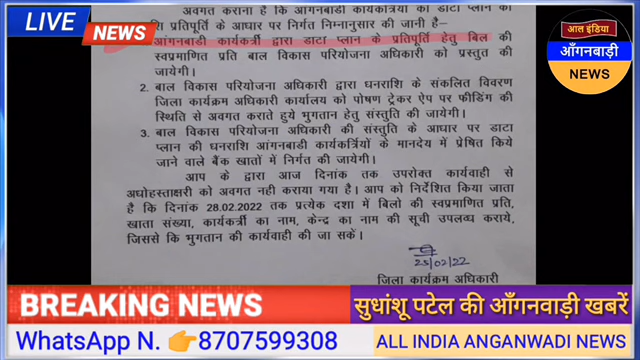 LIVE NEWS
आल इंडिया
आँगनबाड़ी
NEWS
अवगत कराना है कि आंगनबाडी कार्यकत्रियों को डाटा प्लान की
शि प्रतिपूर्ति के आधार पर निर्गत निम्नानुसार की जानी है–
आंगनबाडी कार्यकर्त्री द्वारा डाटा प्लान के प्रतिपूर्ति हेतु बिल की
स्वप्रमाणित प्रति बाल विकास परियोजना अधिकारी को प्रस्तुत की
जायेगी।
2. बाल विकास परियोजना अधिकारी द्वारा धनराशि के संकलित विवरण
जिला कार्यक्रम अधिकारी कार्यालय को पोषण ट्रेकर ऐप पर फीडिंग की
स्थिति से अवगत कराते हुये भुगतान हेतु संस्तुति की जायेगी।
3. बाल विकास परियोजना अधिकारी की संस्तुति के आधार पर डाटा
प्लान की धनराशि आंगनबाडी कार्यकत्रियों के मानदेय में प्रेषित किये
जाने वाले बैंक खातों में निर्गत की जायेगी।
आप के द्वारा आज दिनांक तक उपरोक्त कार्यवाही से
अधोहस्ताक्षरी को अवगत नही कराया गया है। आप को निर्देशित किया जाता
है कि दिनांक 28.02.2022 तक प्रत्येक दशा में बिलो की स्वप्रमाणित प्रति,
खाता संख्या, कार्यकर्त्री का नाम, केन्द्र का नाम की सूची उपलब्ध कराये,
जिससे कि भुगतान की कार्यवाही की जा सकें।
23/02/22
जिला कार्यक्रम अधिकारी
BREAKING NEWS
सुधांशू पटेल की आँगनवाड़ी खबरें
WhatsApp N. 👉8707599308
ALL INDIA ANGANWADI NEWS